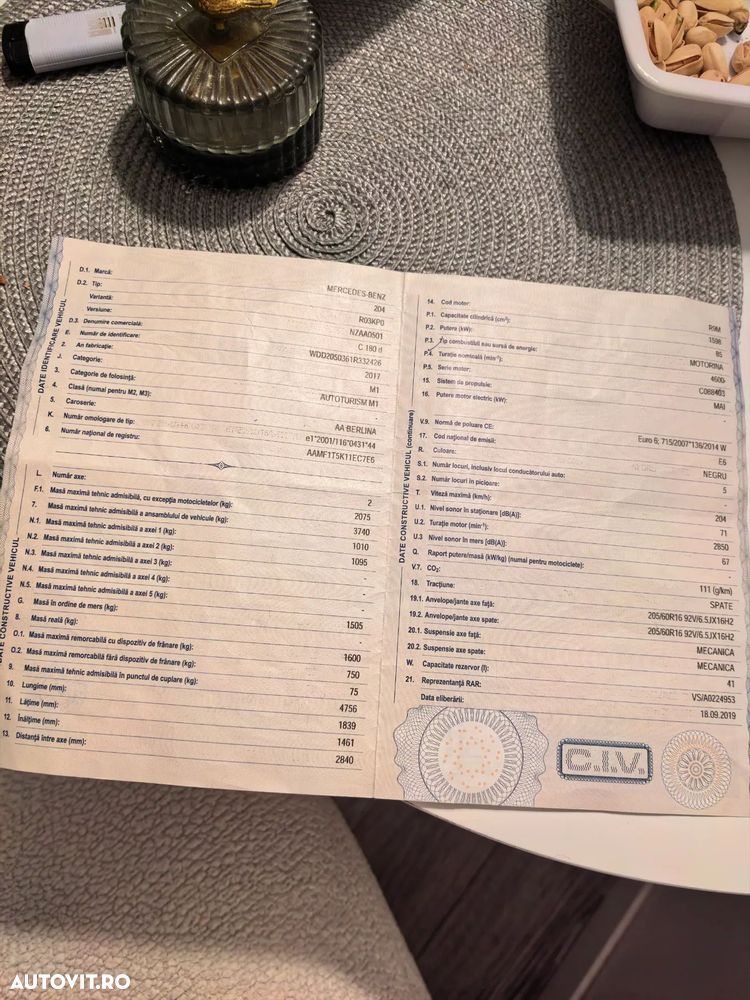 DATE IDENTIFICARE VEHICUL
D.1. Marcă: MERCEDES-BENZ
D.2. Tip: 204
Variantă: R03KP0
Versiune: NZAA0501
D.3. Denumire comercială: C 180 d
E. Număr de identificare: WDD2050361R332426
2. An fabricație: 2017
J. Categorie: M1
3. Categorie de folosință: AUTOTURISM M1
4. Clasă (numai pentru M2, M3): -
5. Caroserie: AA BERLINA
K. Număr omologare de tip: e1*2001/116*0431*44
6. Număr național de registru: AAMF1T5K11EC7E6
DATE CONSTRUCTIVE VEHICUL
L. Număr axe: 2
F.1. Masă maximă tehnic admisibilă, cu excepția motocicletelor (kg): 2075
7. Masă maximă tehnic admisibilă a ansamblului de vehicule (kg): 3740
N.1. Masă maximă tehnic admisibilă a axei 1 (kg): 1010
N.2. Masă maximă tehnic admisibilă a axei 2 (kg): 1095
N.3. Masă maximă tehnic admisibilă a axei 3 (kg): -
N.4. Masă maximă tehnic admisibilă a axei 4 (kg): -
N.5. Masă maximă tehnic admisibilă a axei 5 (kg): -
G. Masă în ordine de mers (kg): 1505
8. Masă reală (kg):
O.1. Masă maximă remorcabilă cu dispozitiv de frânare (kg): 1600
O.2. Masă maximă remorcabilă fără dispozitiv de frânare (kg): 750
9. Masă maximă tehnic admisibilă în punctul de cuplare (kg): 75
10. Lungime (mm): 4756
11. Lățime (mm): 1839
12. Înălțime (mm): 1461
13. Distanță între axe (mm): 2840
DATE CONSTRUCTIVE VEHICUL (continuare)
14. Cod motor: R9M
P.1. Capacitate cilindrică (cm³): 1598
P.2. Putere (kW): 85
P.3. Tip combustibil sau sursă de energie: MOTORINA
P.4. Turație nominală (min⁻¹): 4600-
P.5. Serie motor: C088403
15. Sistem de propulsie: MAI
16. Putere motor electric (kW): -
V.9. Normă de poluare CE: Euro 6; 715/2007*136/2014 W
17. Cod național de emisii: E6
R. Culoare: NEGRU
S.1. Număr locuri, inclusiv locul conducătorului auto: 5
S.2. Număr locuri în picioare: -
T. Viteză maximă (km/h): 204
U.1. Nivel sonor în staționare [dB(A)]: 71
U.2. Turație motor (min⁻¹): 2850
U.3 Nivel sonor în mers [dB(A)]: 67
Q. Raport putere/masă (kW/kg) (numai pentru motociclete): -
V.7. CO₂: 111 (g/km)
18. Tracțiune: SPATE
19.1. Anvelope/jante axe față: 205/60R16 92V/6.5JX16H2
19.2. Anvelope/jante axe spate: 205/60R16 92V/6.5JX16H2
20.1. Suspensie axe față: MECANICA
20.2. Suspensie axe spate: MECANICA
W. Capacitate rezervor (l): 41
21. Reprezentanță RAR: VS/A0224953
Data eliberării: 18.09.2019
C.I.V.
AUTOVIT.RO